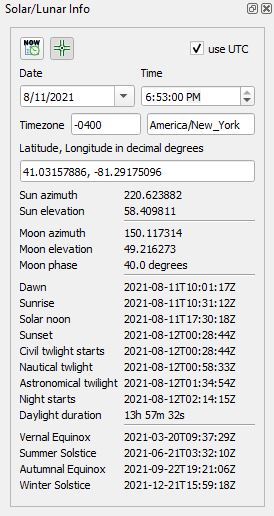 Solar/Lunar Info
NOW
use UTC
Date Time
8/11/2021 6:53:00 PM
Timezone -0400 America/New_York
Latitude, Longitude in decimal degrees
41.03157886, -81.29175096
Sun azimuth 220.623882
Sun elevation 58.409811
Moon azimuth 150.117314
Moon elevation 49.216273
Moon phase 40.0 degrees
Dawn 2021-08-11T10:01:17Z
Sunrise 2021-08-11T10:31:12Z
Solar noon 2021-08-11T17:30:18Z
Sunset 2021-08-12T00:28:44Z
Civil twlight starts 2021-08-12T00:28:44Z
Nautical twlight 2021-08-12T00:58:33Z
Astronomical twilight 2021-08-12T01:34:54Z
Night starts 2021-08-12T02:14:15Z
Daylight duration 13h 57m 32s
Vernal Equinox 2021-03-20T09:37:29Z
Summer Solstice 2021-06-21T03:32:10Z
Autumnal Equinox 2021-09-22T19:21:06Z
Winter Solstice 2021-12-21T15:59:18Z